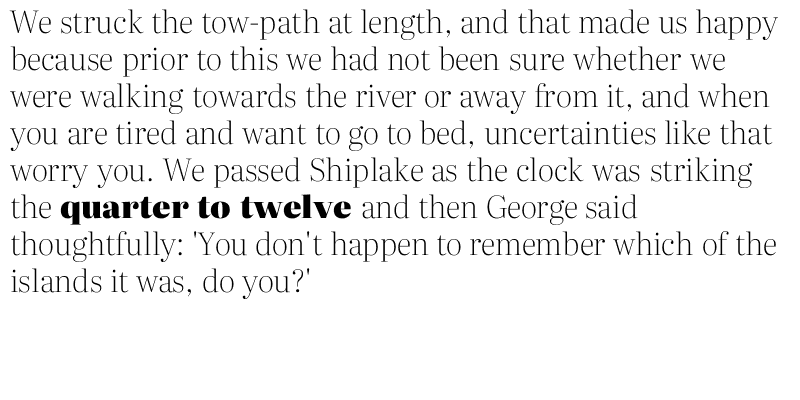 We struck the tow-path at length, and that made us happy
because prior to this we had not been sure whether we
were walking towards the river or away from it, and when
you are tired and want to go to bed, uncertainties like that
worry you. We passed Shiplake as the clock was striking
the quarter to twelve and then George said
thoughtfully: 'You don't happen to remember which of the
islands it was, do you?'